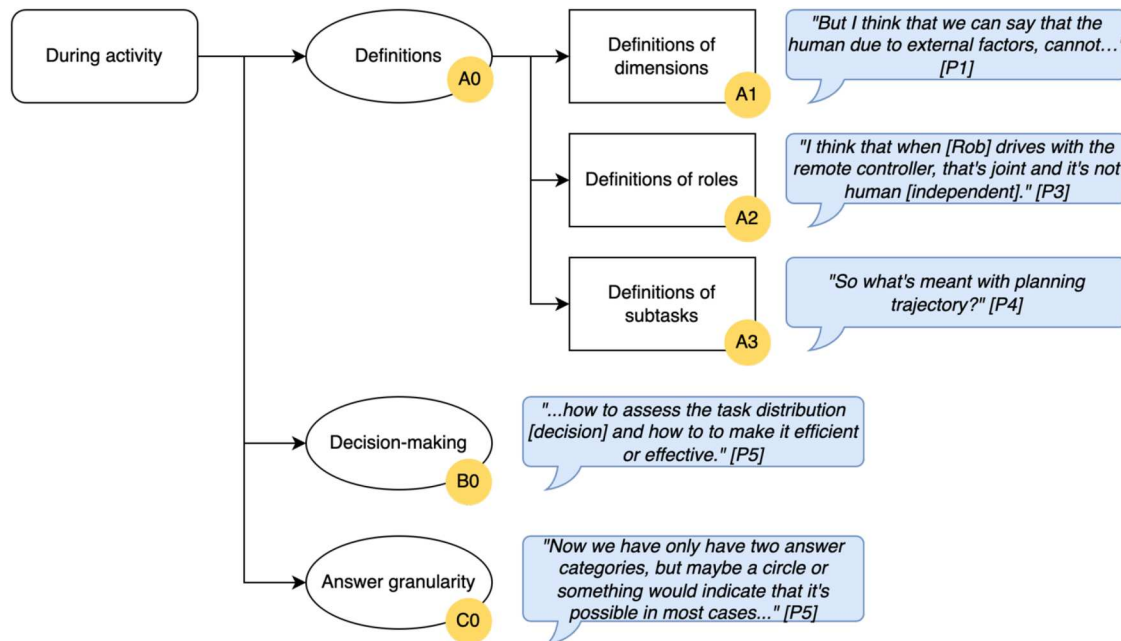 During activity
Definitions
A0
Definitions of
dimensions
A1
"But I think that we can say that the
human due to external factors, cannot…"
[P1]
Definitions of roles
A2
"I think that when [Rob] drives with the
remote controller, that's joint and it's not
human [independent]." [P3]
Definitions of
subtasks
A3
"So what's meant with planning
trajectory?" [P4]
Decision-making
B0
"...how to assess the task distribution
[decision] and how to to make it efficient
or effective." [P5]
Answer granularity
C0
"Now we have only have two answer
categories, but maybe a circle or
something would indicate that it's
possible in most cases..." [P5]